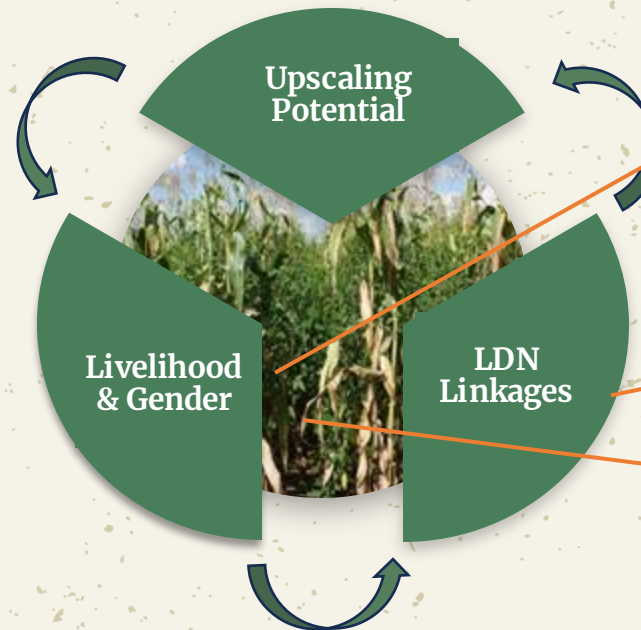 Upscaling
Potential
Livelihood
& Gender
LDN
Linkages